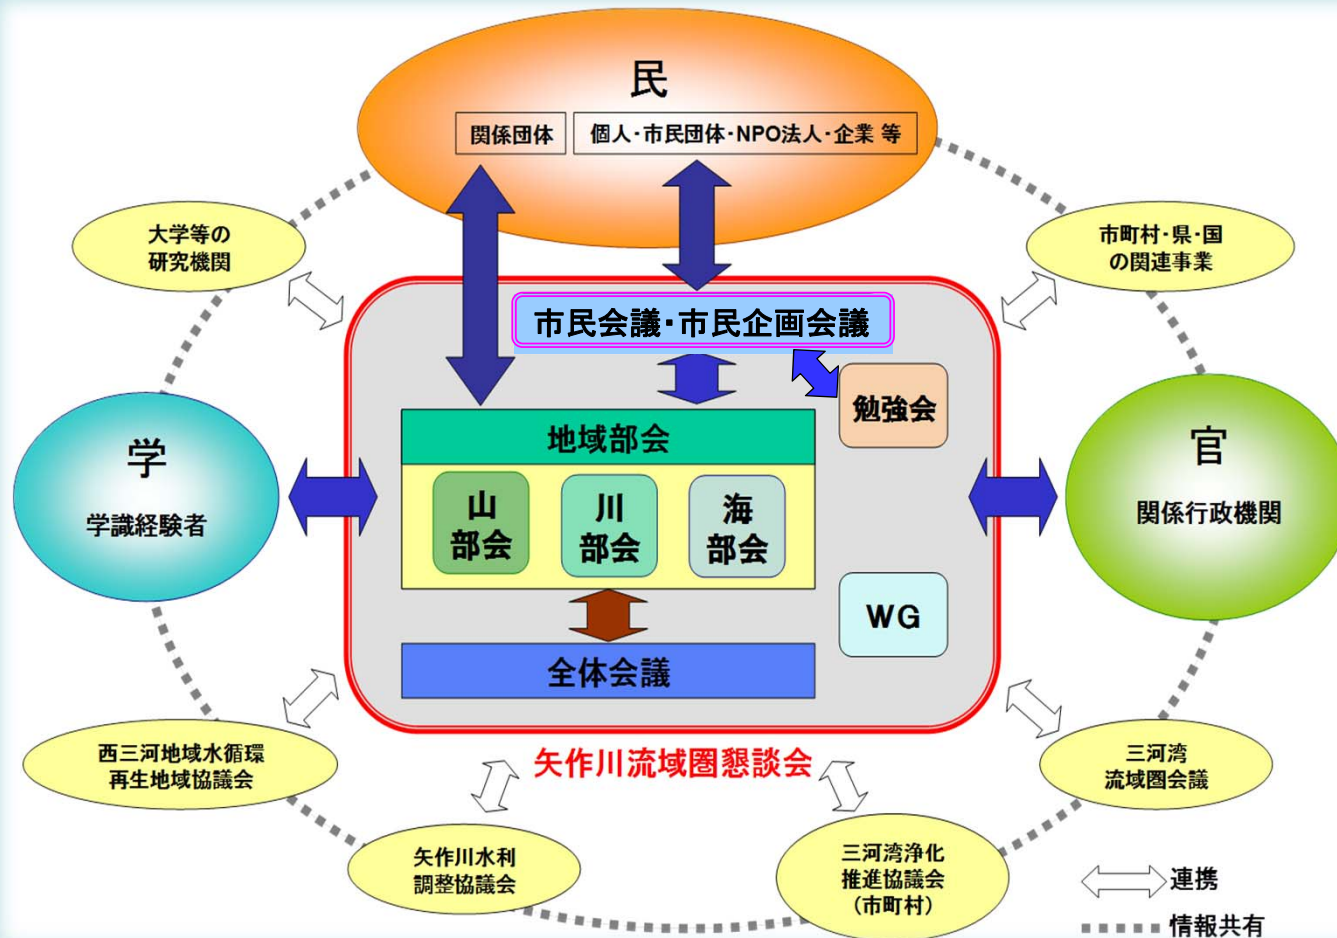 民
関係団体
個人・市民団体・NPO法人・企業 等
大学等の
研究機関
市町村・県・国
の関連事業
市民会議・市民企画会議
勉強会
地域部会
学
学識経験者
山
部会
川
部会
海
部会
官
関係行政機関
WG
全体会議
矢作川流域圏懇談会
西三河地域水循環
再生地域協議会
三河湾
流域圏会議
矢作川水利
調整協議会
三河湾浄化
推進協議会
(市町村)
連携
情報共有